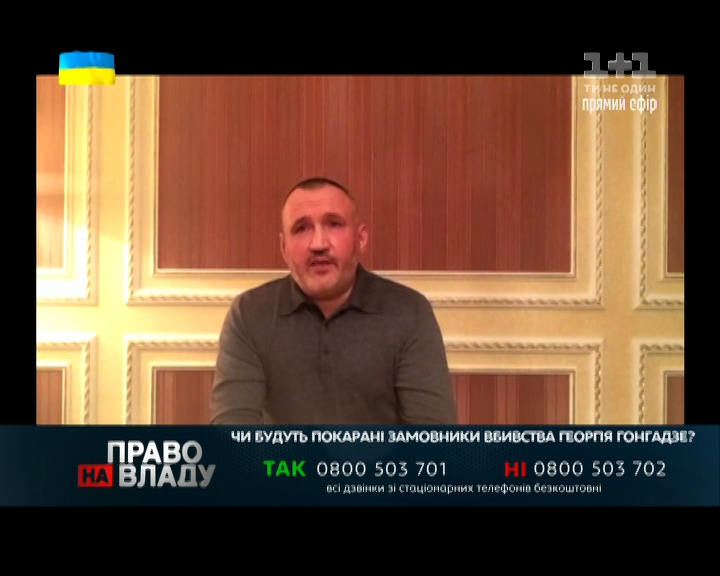 1+1
ТИ НЕ ОДИН
ПРЯМИЙ ЕФІР
ЧИ БУДУТЬ ПОКАРАНІ ЗАМОВНИКИ ВБИВСТВА ГЕОРГІЯ ГОНГАДЗЕ?
ПРАВО
НА ВЛАДУ
ТАК 0800 503 701 НІ 0800 503 702
всі дзвінки зі стаціонарних телефонів безкоштовні